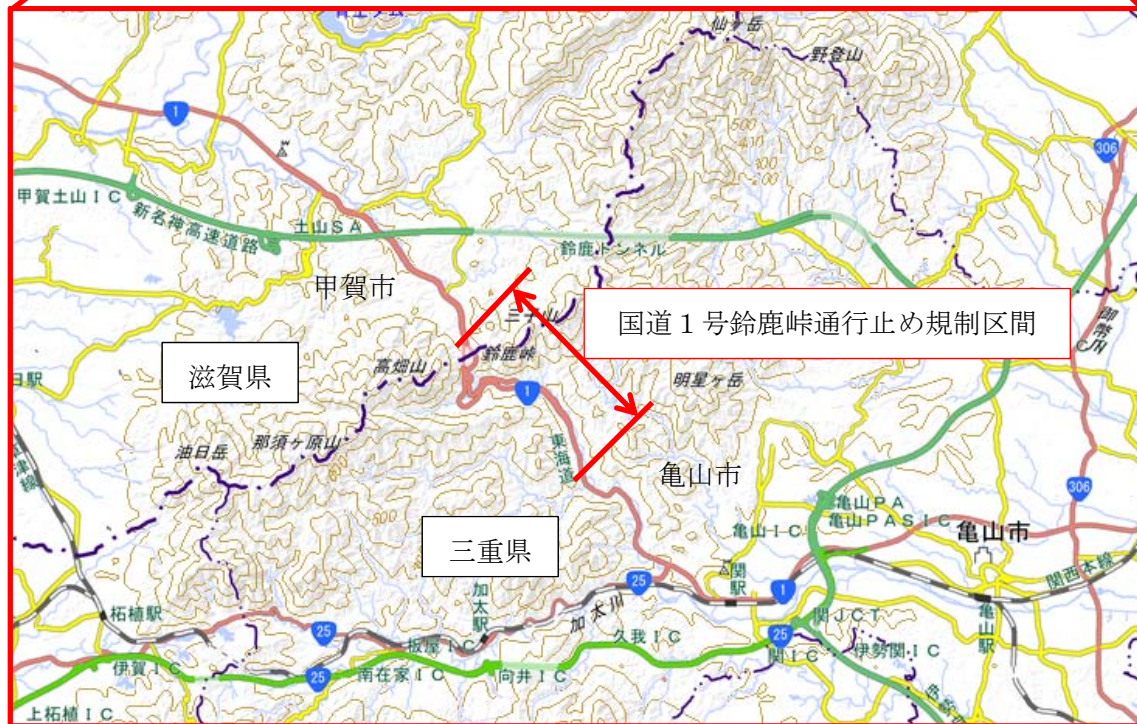 仙ヶ岳
野登山
1
306
500
400
300
200
甲賀土山ＩＣ
新名神高速道路
土山ＳＡ
鈴鹿トンネル
甲賀市
三子山
国道１号鈴鹿峠通行止め規制区間
高畑山
鈴鹿峠
滋賀県
1
明星ヶ岳
油日岳
那須ヶ原山
東海道
亀山市
306
500
亀山ＰＡ
亀山ＰＡＳＩＣ
亀山ＩＣ
亀山市
三重県
関西本線
25
加太駅
加太川
関駅
1
柘植駅
25
板屋ＩＣ
久我ＩＣ
関ＪＣＴ
25
亀山駅
伊賀ＩＣ
25
南在家ＩＣ
向井ＩＣ
関ＩＣ
伊勢関ＩＣ
上柘植ＩＣ